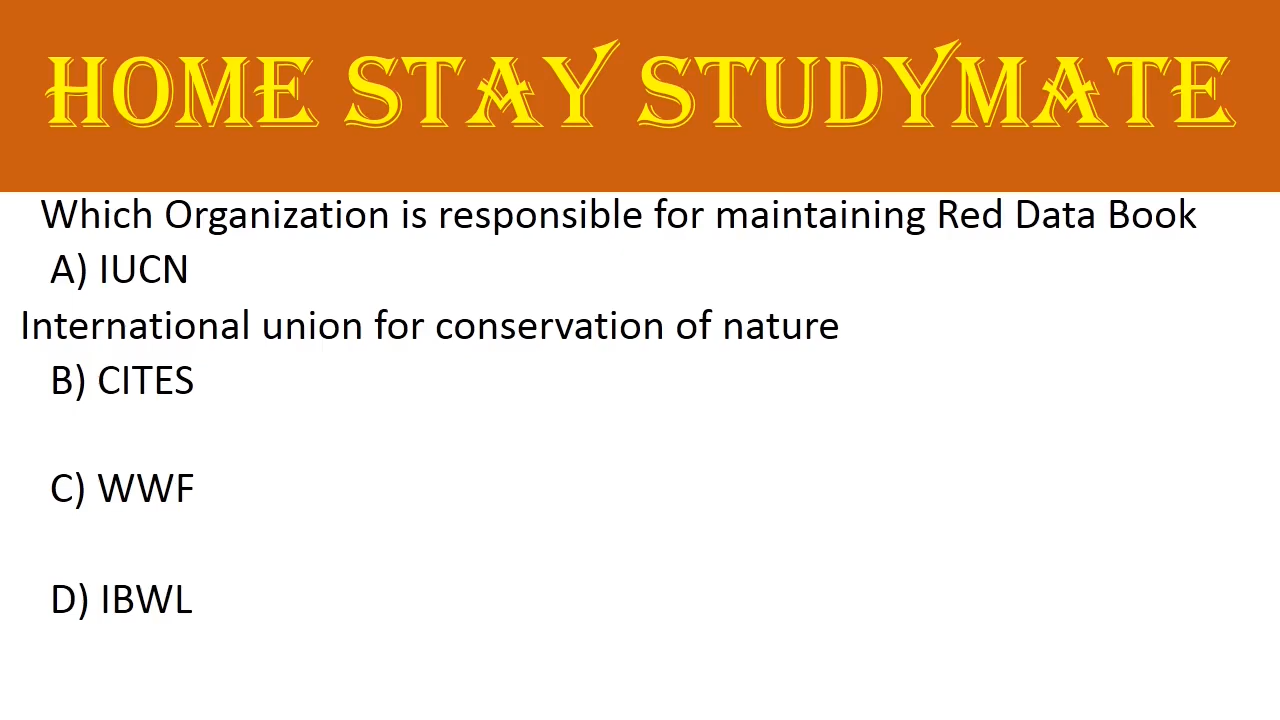 HOME STAY STUDYMATE
Which Organization is responsible for maintaining Red Data Book
A) IUCN
International union for conservation of nature
B) CITES
C) WWF
D) IBWL